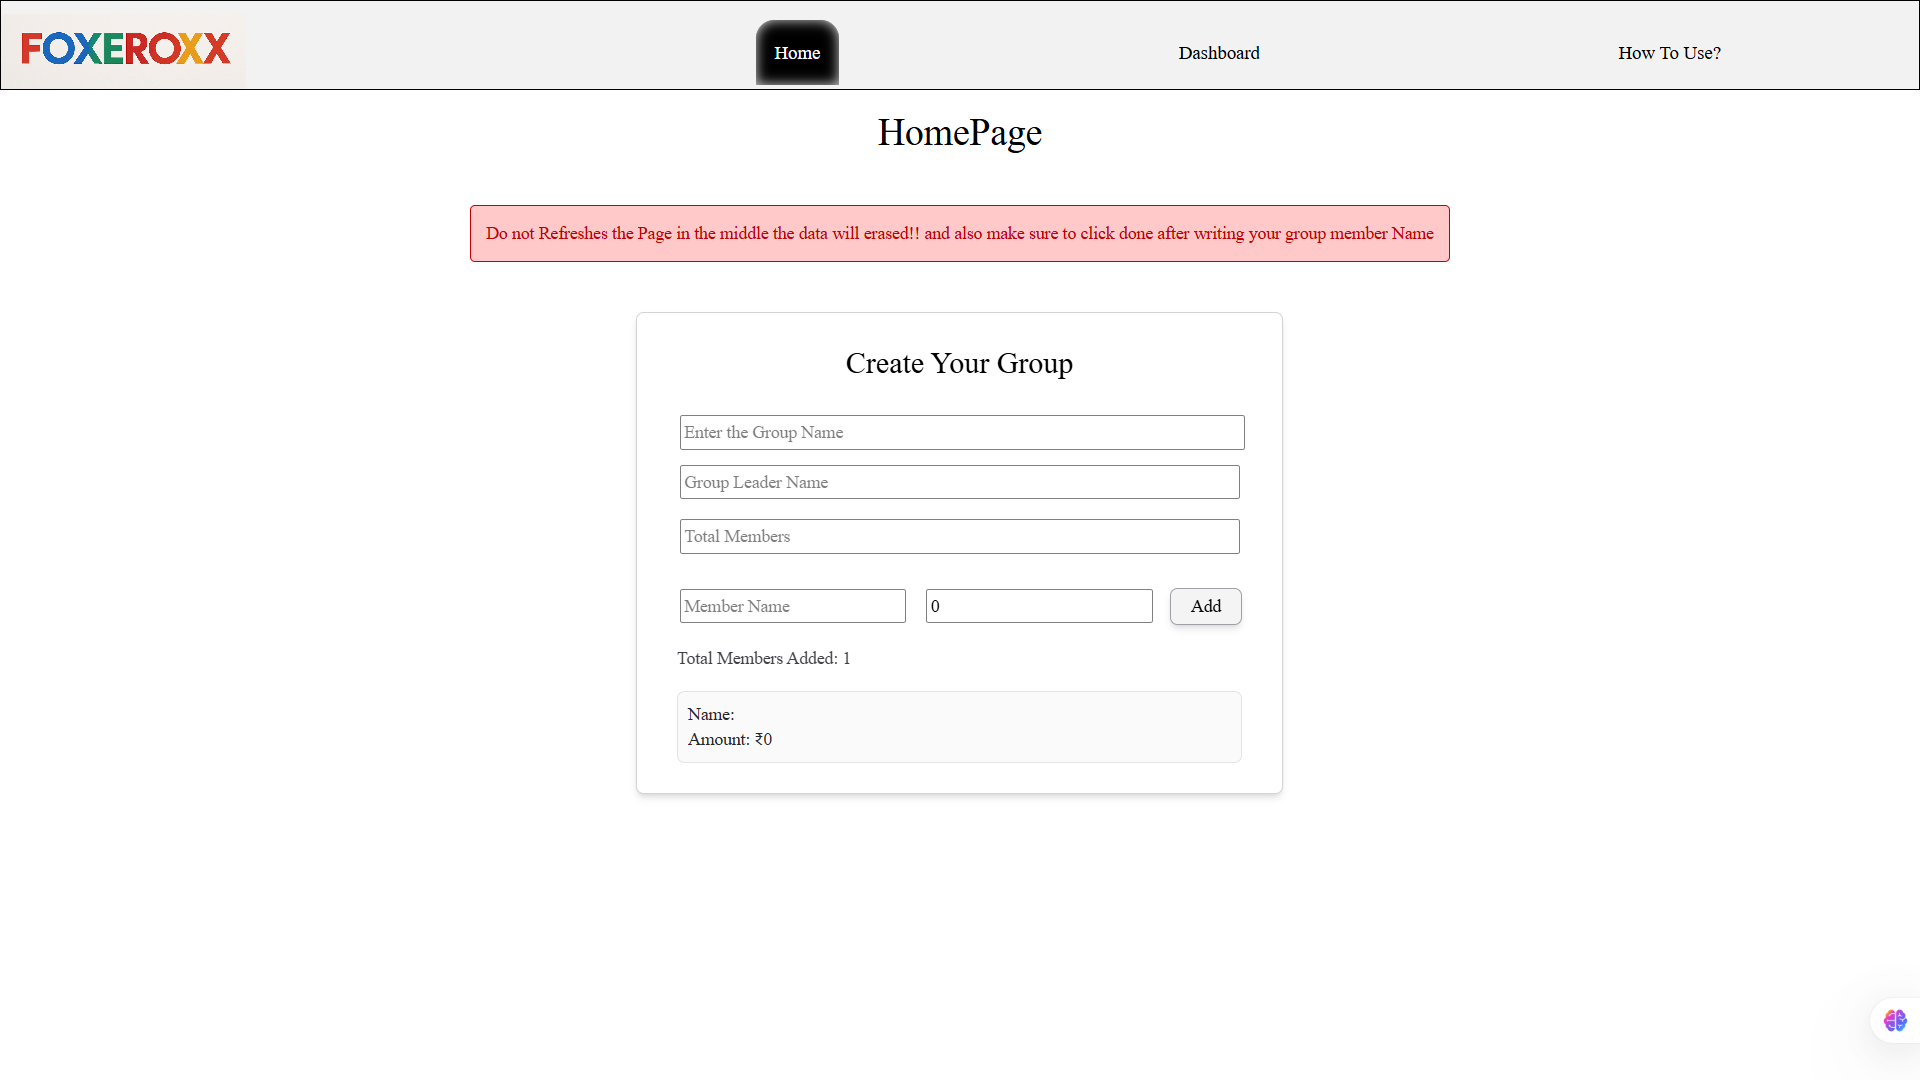 FOXEROXX
Home
Dashboard
How To Use?
HomePage
Do not Refreshes the Page in the middle the data will erased!! and also make sure to click done after writing your group member Name
Create Your Group
Enter the Group Name
Group Leader Name
Total Members
Member Name
0
Add
Total Members Added: 1
Name:
Amount: ₹0